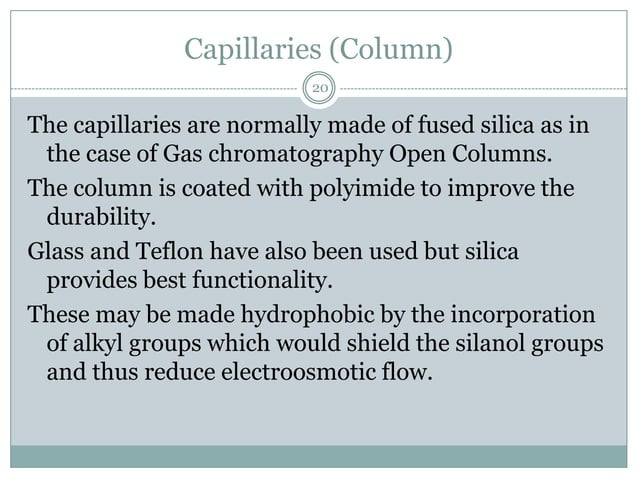 Capillaries (Column)
20
The capillaries are normally made of fused silica as in
the case of Gas chromatography Open Columns.
The column is coated with polyimide to improve the
durability.
Glass and Teflon have also been used but silica
provides best functionality.
These may be made hydrophobic by the incorporation
of alkyl groups which would shield the silanol groups
and thus reduce electroosmotic flow.